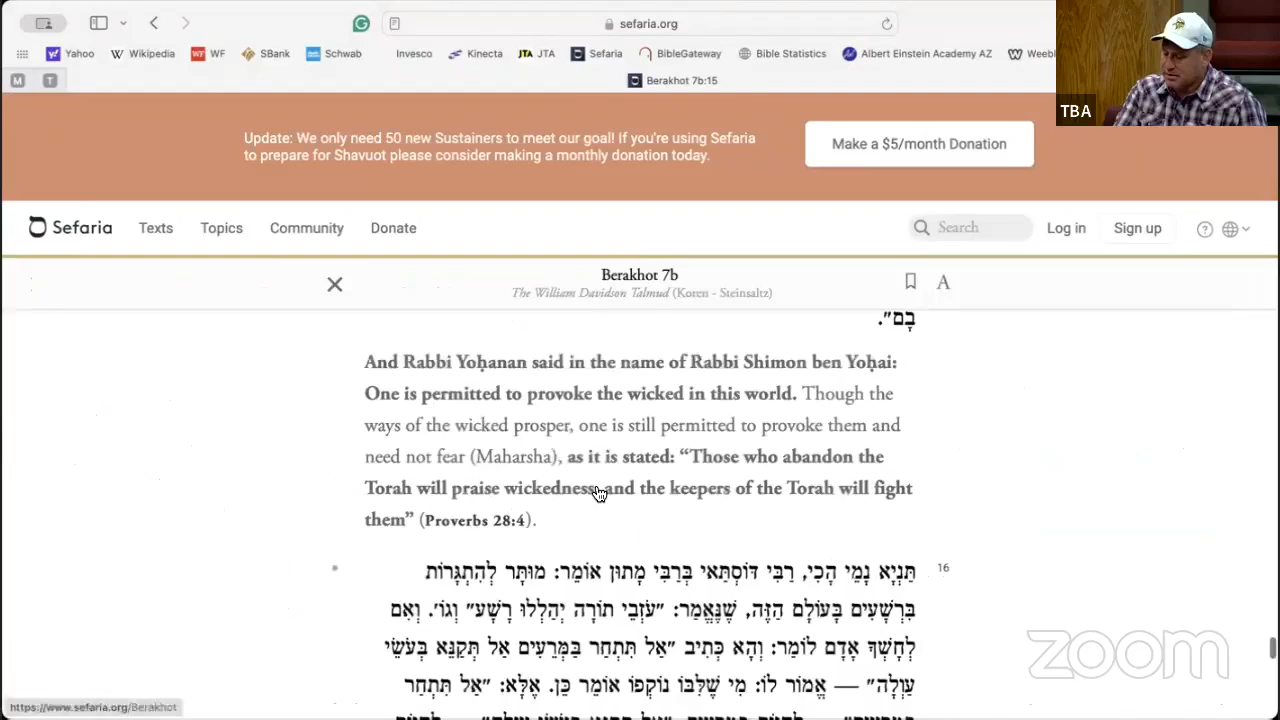 sefaria.org
Yahoo Wikipedia WF WF SBank Schwab Invesco Kinecta JTA JTA Sefaria BibleGateway Bible Statistics Albert Einstein Academy AZ Weebl
M T Berakhot 7b:15
TBA
Update: We only need 50 new Sustainers to meet our goal! If you're using Sefaria
to prepare for Shavuot please consider making a monthly donation today.
Make a $5/month Donation
Sefaria Texts Topics Community Donate Search Log in Sign up
Berakhot 7b
The William Davidson Talmud (Koren - Steinsaltz)
A
בָּם״.
And Rabbi Yoḥanan said in the name of Rabbi Shimon ben Yoḥai:
One is permitted to provoke the wicked in this world. Though the
ways of the wicked prosper, one is still permitted to provoke them and
need not fear (Maharsha), as it is stated: “Those who abandon the
Torah will praise wickedness, and the keepers of the Torah will fight
them” (Proverbs 28:4).
16
תַּנְיָא נָמֵי הָכִי, רַבִּי דּוֹסְתַּאי בְּרַבִּי מָתוּן אוֹמֵר: מוּתָּר לְהִתְגָּרוֹת
בִּרְשָׁעִים בָּעוֹלָם הַזֶּה, שֶׁנֶּאֱמַר: ״עֹזְבֵי תוֹרָה יְהַלְלוּ רָשָׁע״ וְגוֹ׳. וְאִם
לְחָשְׁךָ אָדָם לוֹמַר: וְהָא כְּתִיב ״אַל תִּתְחַר בַּמְּרֵעִים אַל תְּקַנֵּא בְּעֹשֵׂי
עַוְלָה״ — אֱמוֹר לוֹ: מִי שֶׁלִּבּוֹ נוֹקְפוֹ אוֹמֵר כֵּן. אֶלָּא: ״אַל תִּתְחַר
zoom
https://www.sefaria.org/Berakhot